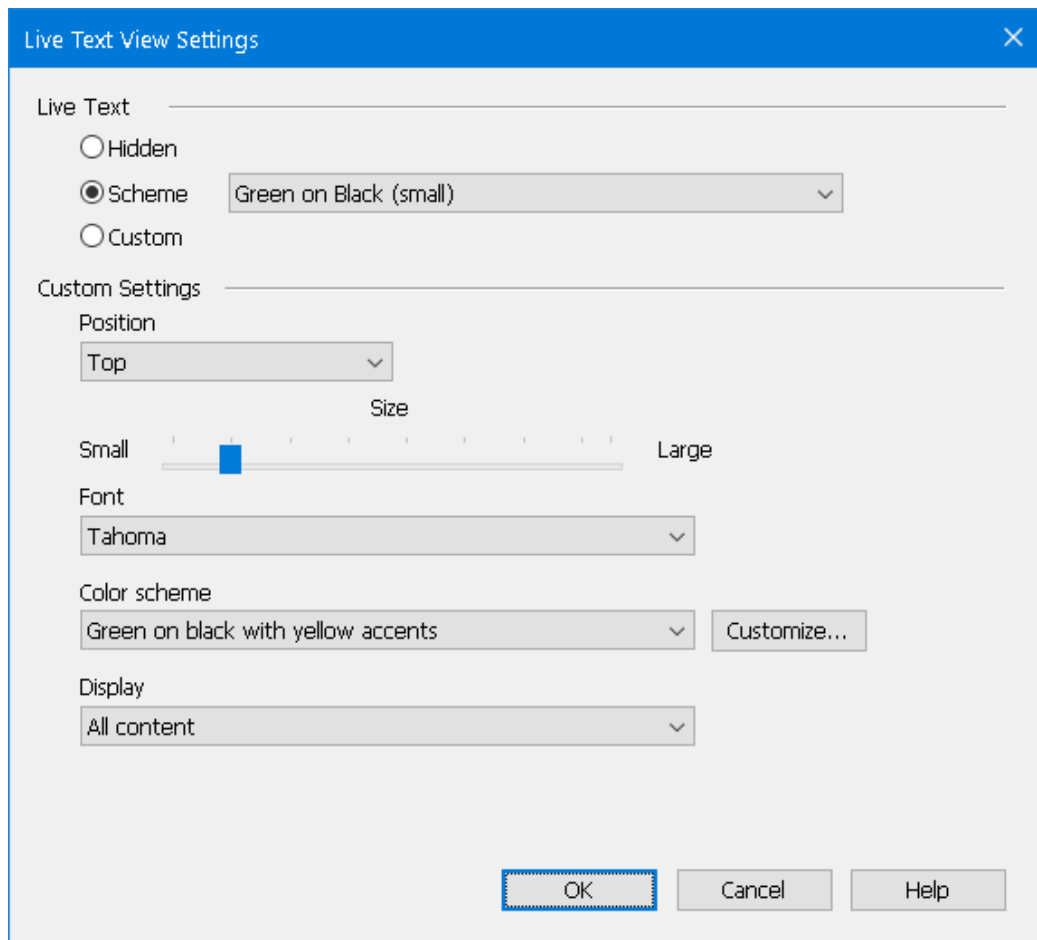 Live Text View Settings
Live Text
Hidden
Scheme Green on Black (small)
Custom
Custom Settings
Position
Top
Size
Small Large
Font
Tahoma
Color scheme
Green on black with yellow accents Customize...
Display
All content
OK Cancel Help